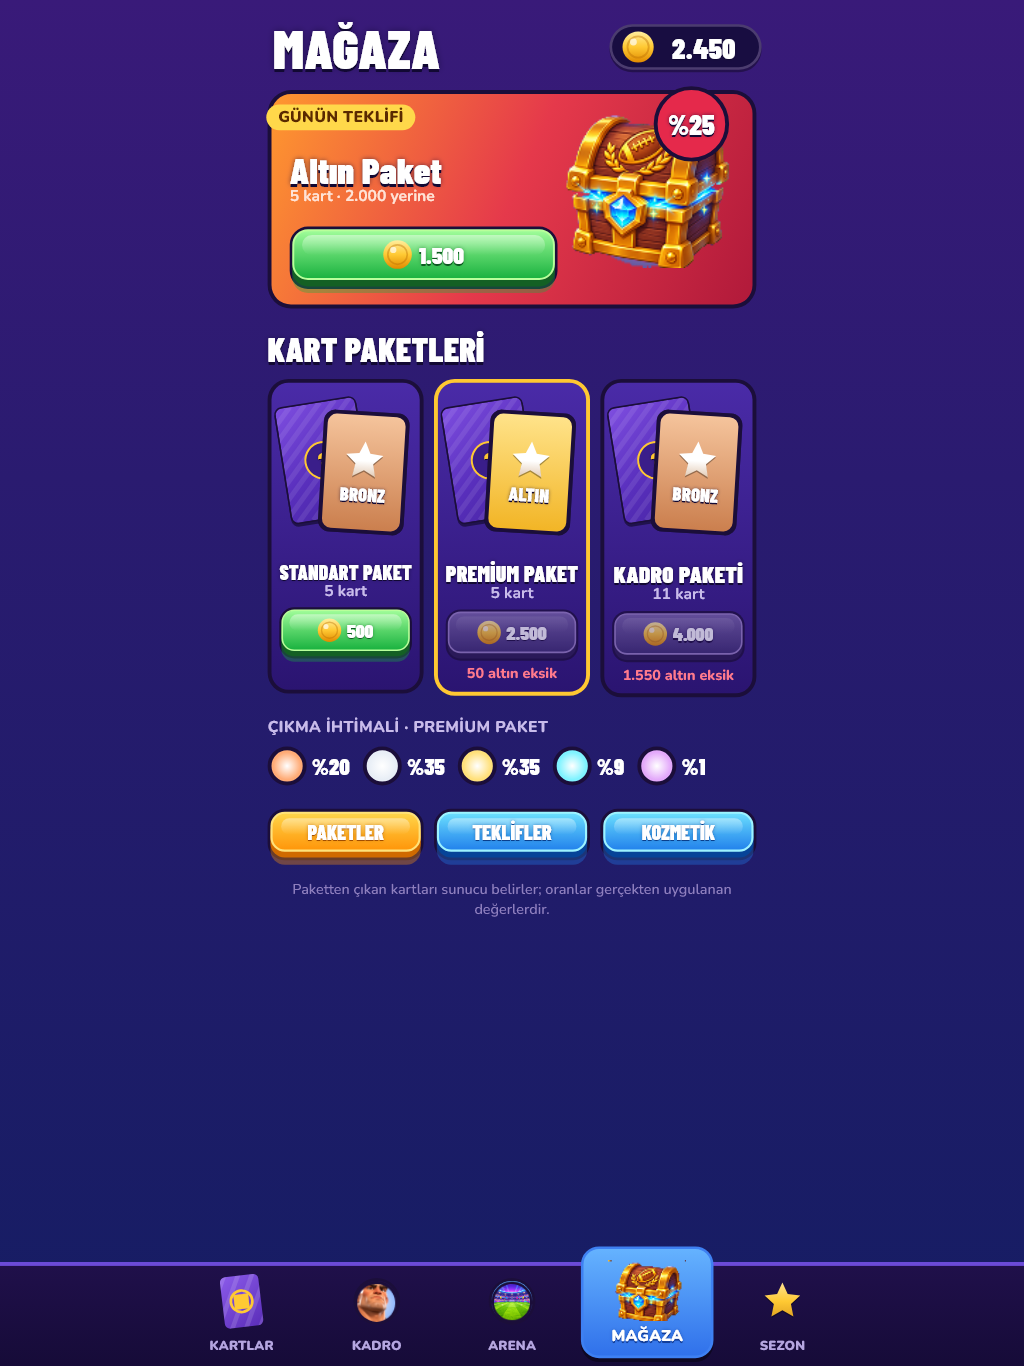 MAĞAZA
2.450
GÜNÜN TEKLİFİ
%25
Altın Paket
5 kart · 2.000 yerine
1.500
KART PAKETLERİ
BRONZ
ALTIN
BRONZ
STANDART PAKET
5 kart
500
PREMİUM PAKET
5 kart
2.500
50 altın eksik
KADRO PAKETİ
11 kart
4.000
1.550 altın eksik
ÇIKMA İHTİMALİ · PREMİUM PAKET
%20 %35 %35 %9 %1
PAKETLER TEKLİFLER KOZMETİK
Paketten çıkan kartları sunucu belirler; oranlar gerçekten uygulanan
değerlerdir.
KARTLAR KADRO ARENA MAĞAZA SEZON